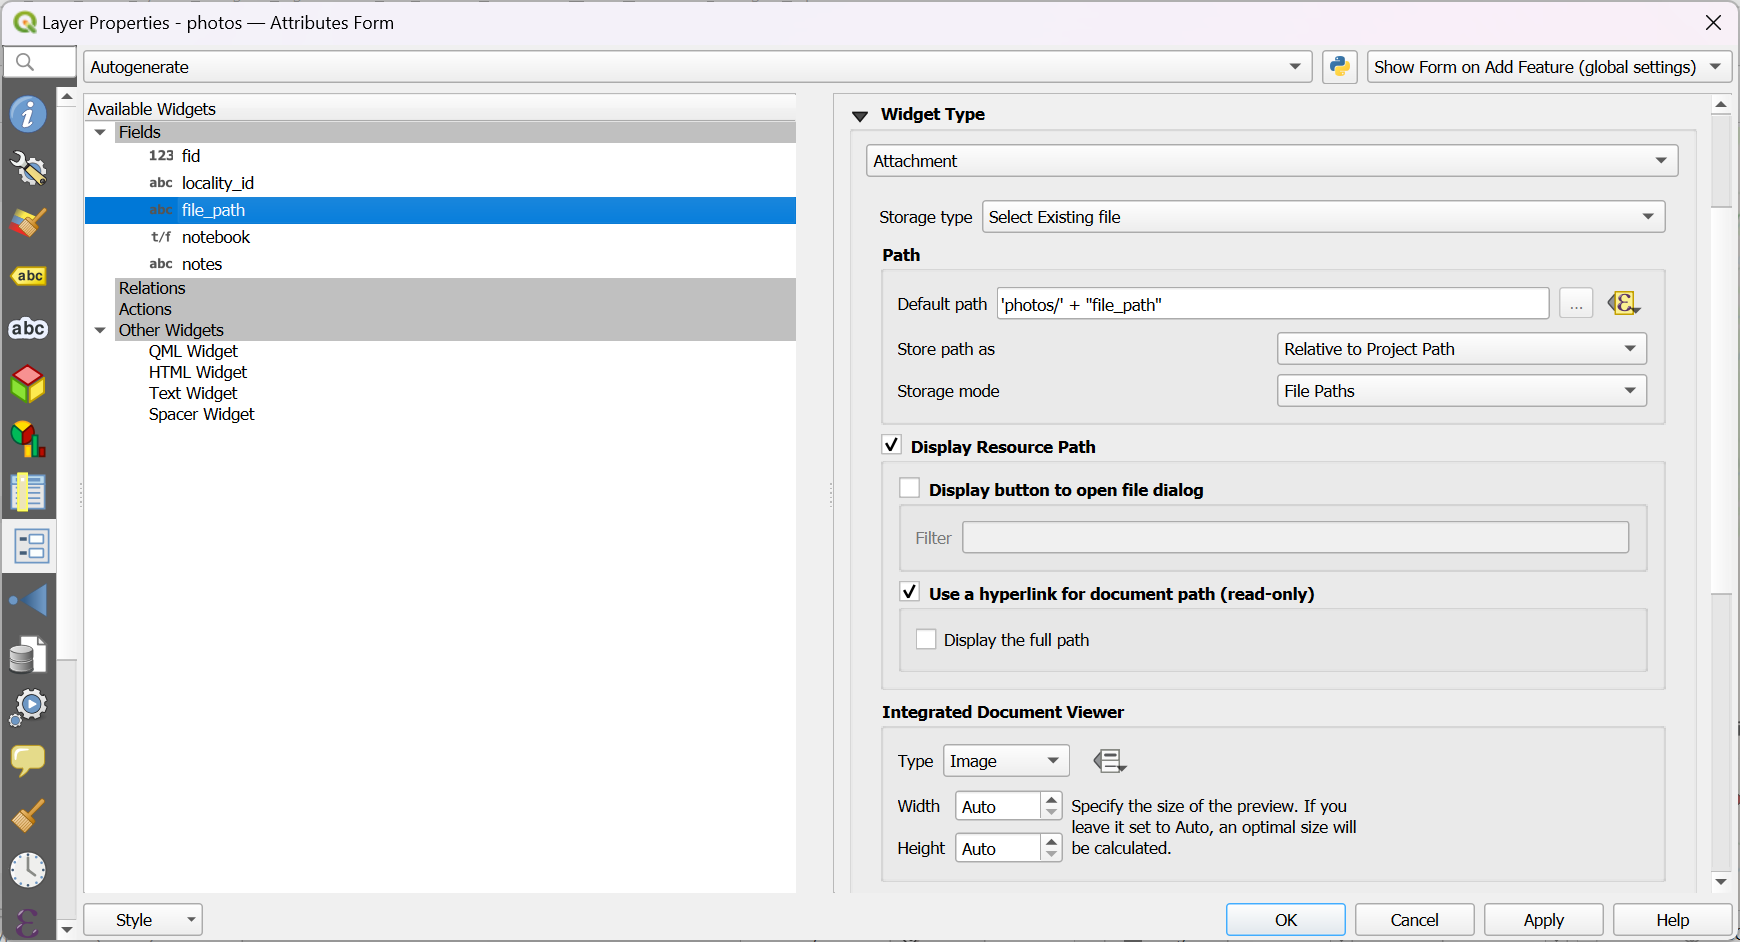 Layer Properties - photos — Attributes Form
Autogenerate
Show Form on Add Feature (global settings)
Available Widgets
Fields
123 fid
abc locality_id
abc file_path
t/f notebook
abc notes
Relations
Actions
Other Widgets
QML Widget
HTML Widget
Text Widget
Spacer Widget
abc
abc
Widget Type
Attachment
Storage type Select Existing file
Path
Default path 'photos/' + "file_path" ... ε
Store path as Relative to Project Path
Storage mode File Paths
Display Resource Path
Display button to open file dialog
Filter
Use a hyperlink for document path (read-only)
Display the full path
Integrated Document Viewer
Type Image
Width Auto Specify the size of the preview. If you
leave it set to Auto, an optimal size will
Height Auto be calculated.
Style
OK Cancel Apply Help